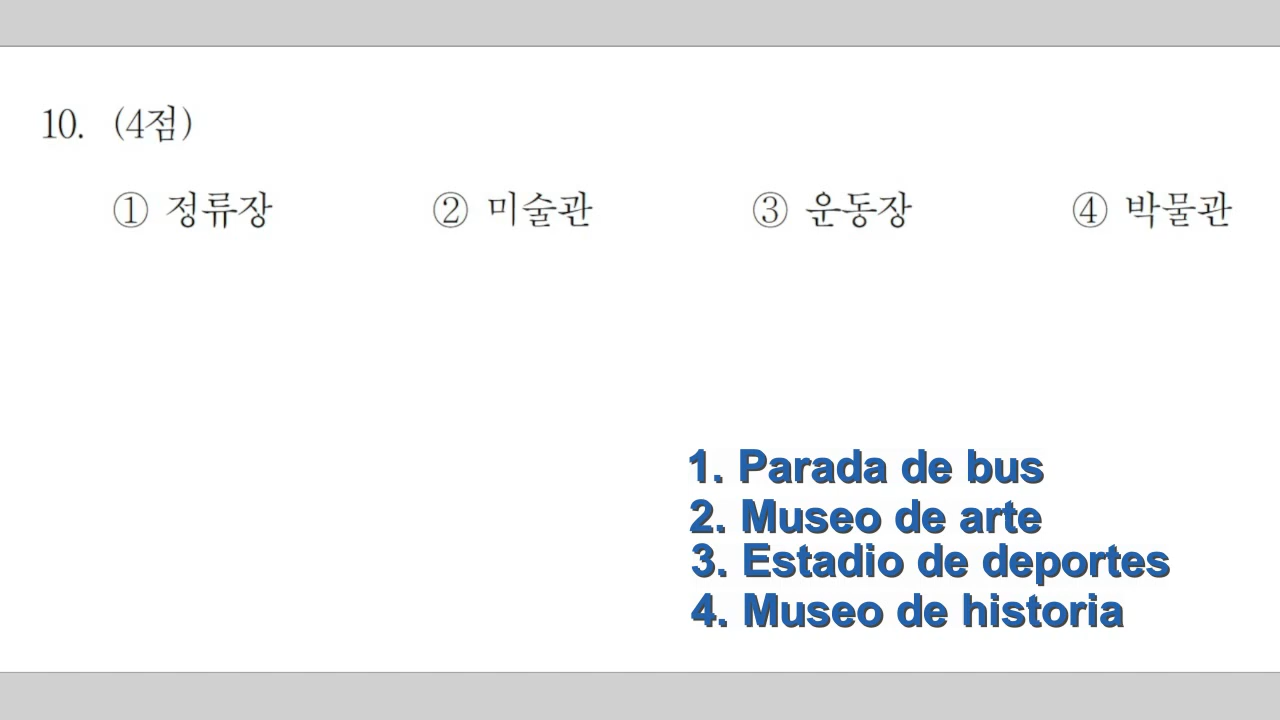 10. (4점)
① 정류장 ② 미술관 ③ 운동장 ④ 박물관
1. Parada de bus
2. Museo de arte
3. Estadio de deportes
4. Museo de historia